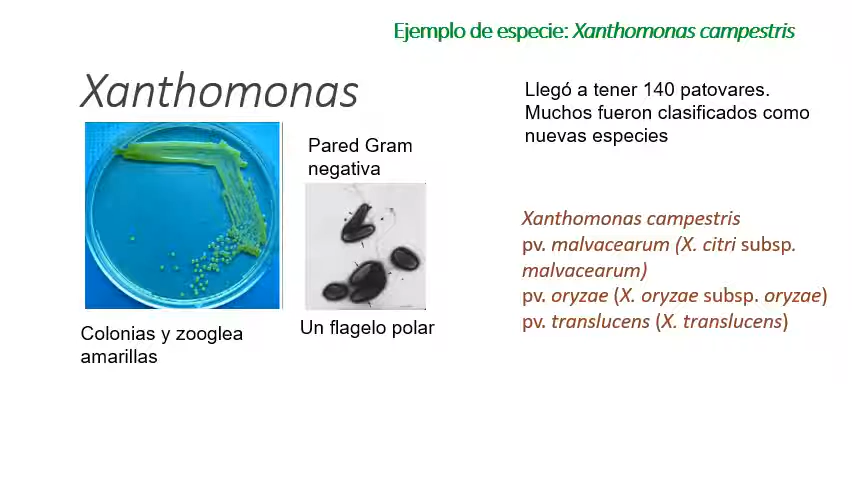 Ejemplo de especie: Xanthomonas campestris
Xanthomonas
Pared Gram
negativa
Colonias y zooglea
amarillas
Un flagelo polar
Llegó a tener 140 patovares.
Muchos fueron clasificados como
nuevas especies
Xanthomonas campestris
pv. malvacearum (X. citri subsp.
malvacearum)
pv. oryzae (X. oryzae subsp. oryzae)
pv. translucens (X. translucens)